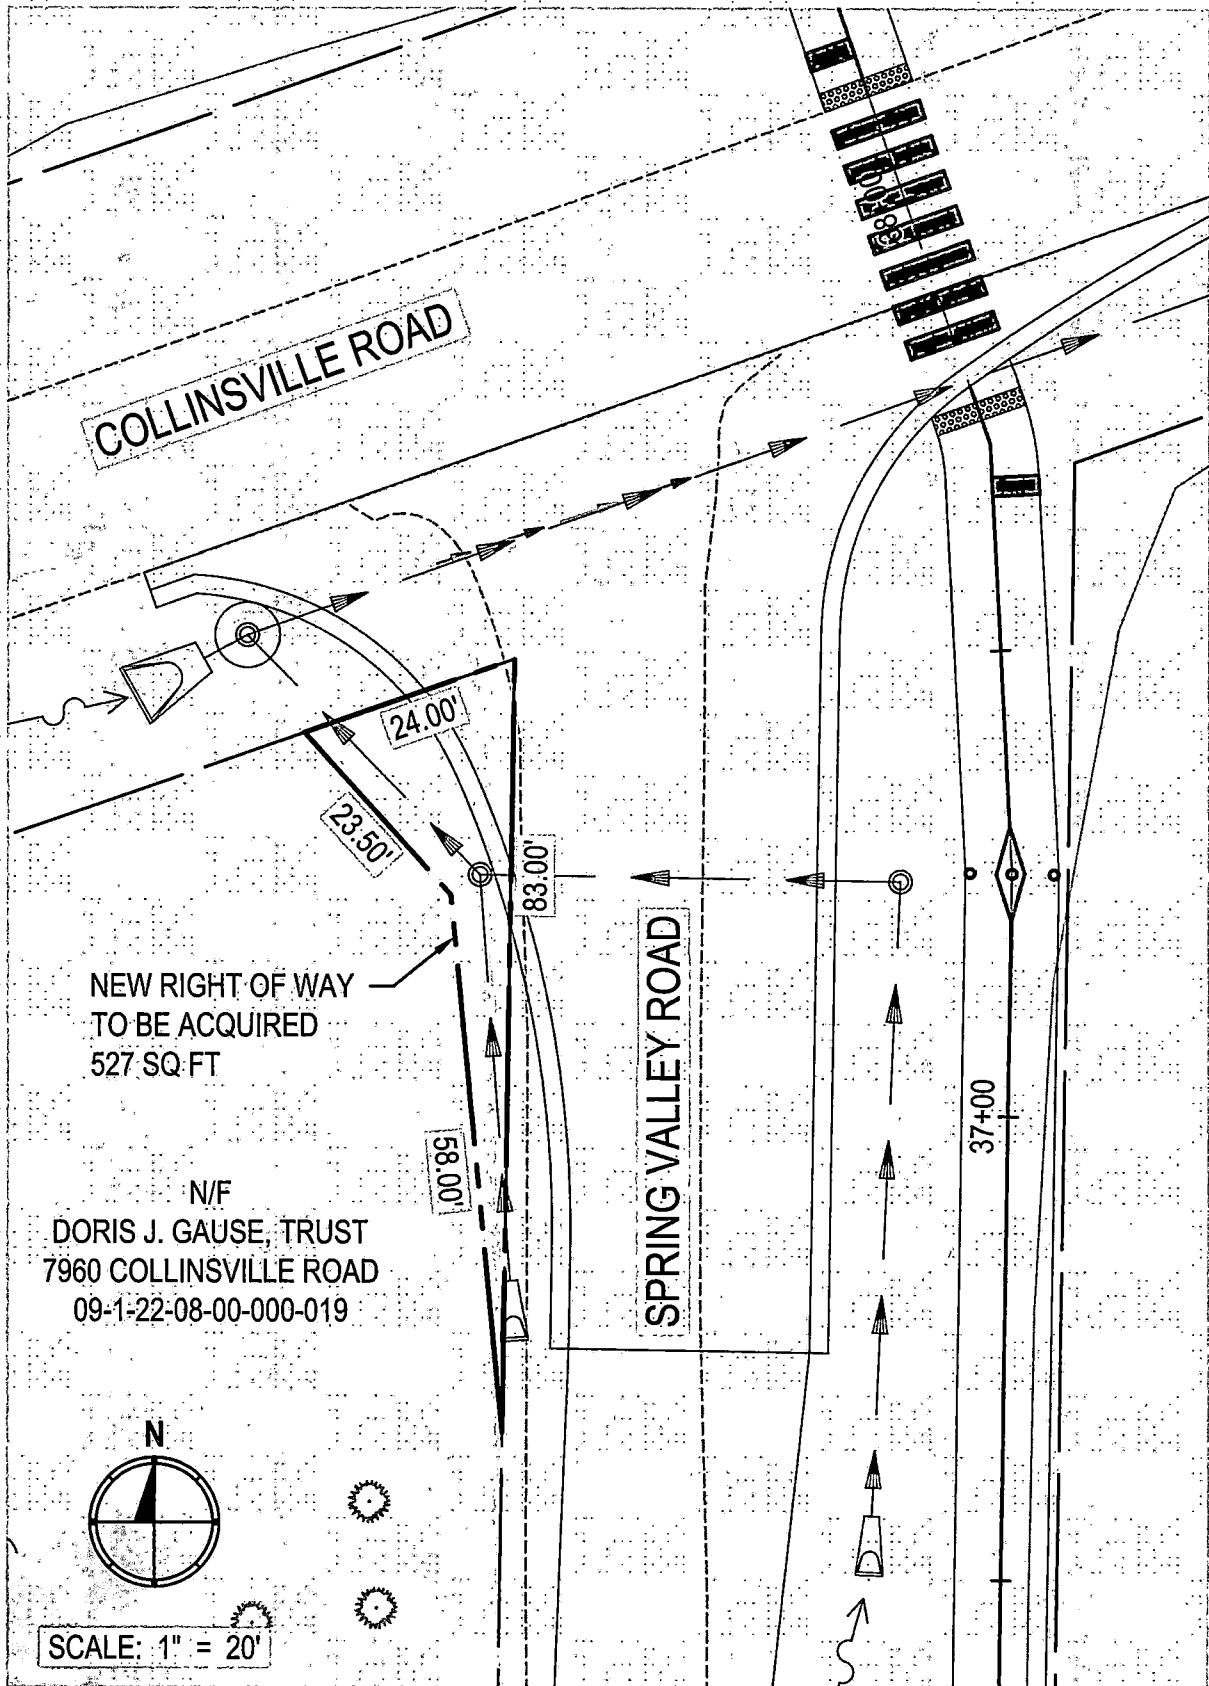 38+00
COLLINSVILLE ROAD
24.00'
23.50'
83.00'
NEW RIGHT OF WAY
TO BE ACQUIRED
527 SQ FT
SPRING VALLEY ROAD
37+00
58.00'
N/F
DORIS J. GAUSE, TRUST
7960 COLLINSVILLE ROAD
09-1-22-08-00-000-019
N
SCALE: 1" = 20'